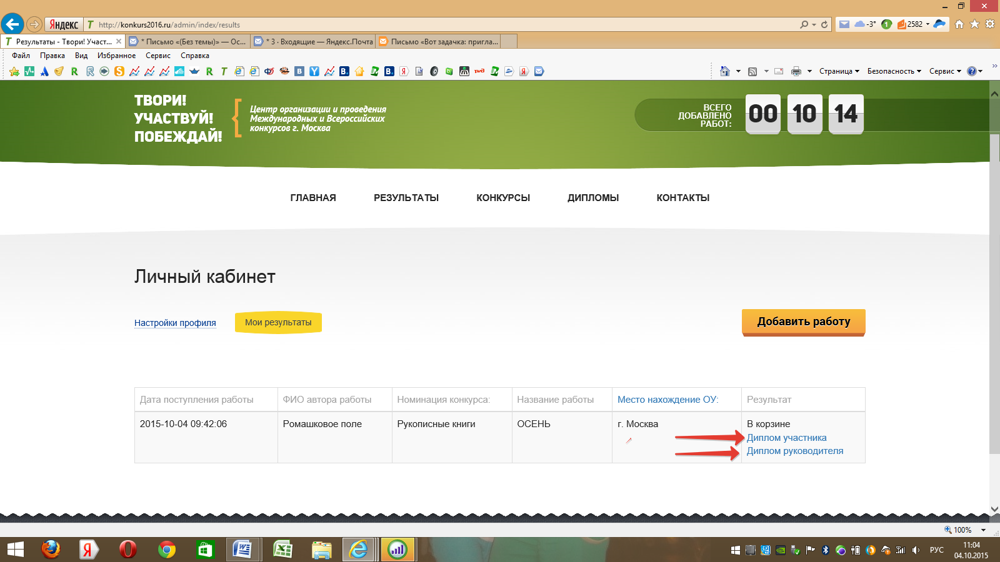 http://konkurs2016.ru/admin/index/results
Яндекс
-3°
1
2582
Результаты - Твори! Участ...
* Письмо «(Без темы)» — Ос...
* 3 · Входящие — Яндекс.Почта
Письмо «Вот задачка: пригла...
Файл Правка Вид Избранное Сервис Справка
Страница Безопасность Сервис
ТВОРИ!
УЧАСТВУЙ!
ПОБЕЖДАЙ!
Центр организации и проведения
Международных и Всероссийских
конкурсов г. Москва
ВСЕГО
ДОБАВЛЕНО
РАБОТ:
00 10 14
ГЛАВНАЯ РЕЗУЛЬТАТЫ КОНКУРСЫ ДИПЛОМЫ КОНТАКТЫ
Личный кабинет
Настройки профиля
Мои результаты
Добавить работу
Дата поступления работы ФИО автора работы Номинация конкурса: Название работы Место нахождение ОУ: Результат
2015-10-04 09:42:06 Ромашковое поле Рукописные книги ОСЕНЬ г. Москва В корзине
Диплом участника
Диплом руководителя
100%
РУС
11:04
04.10.2015